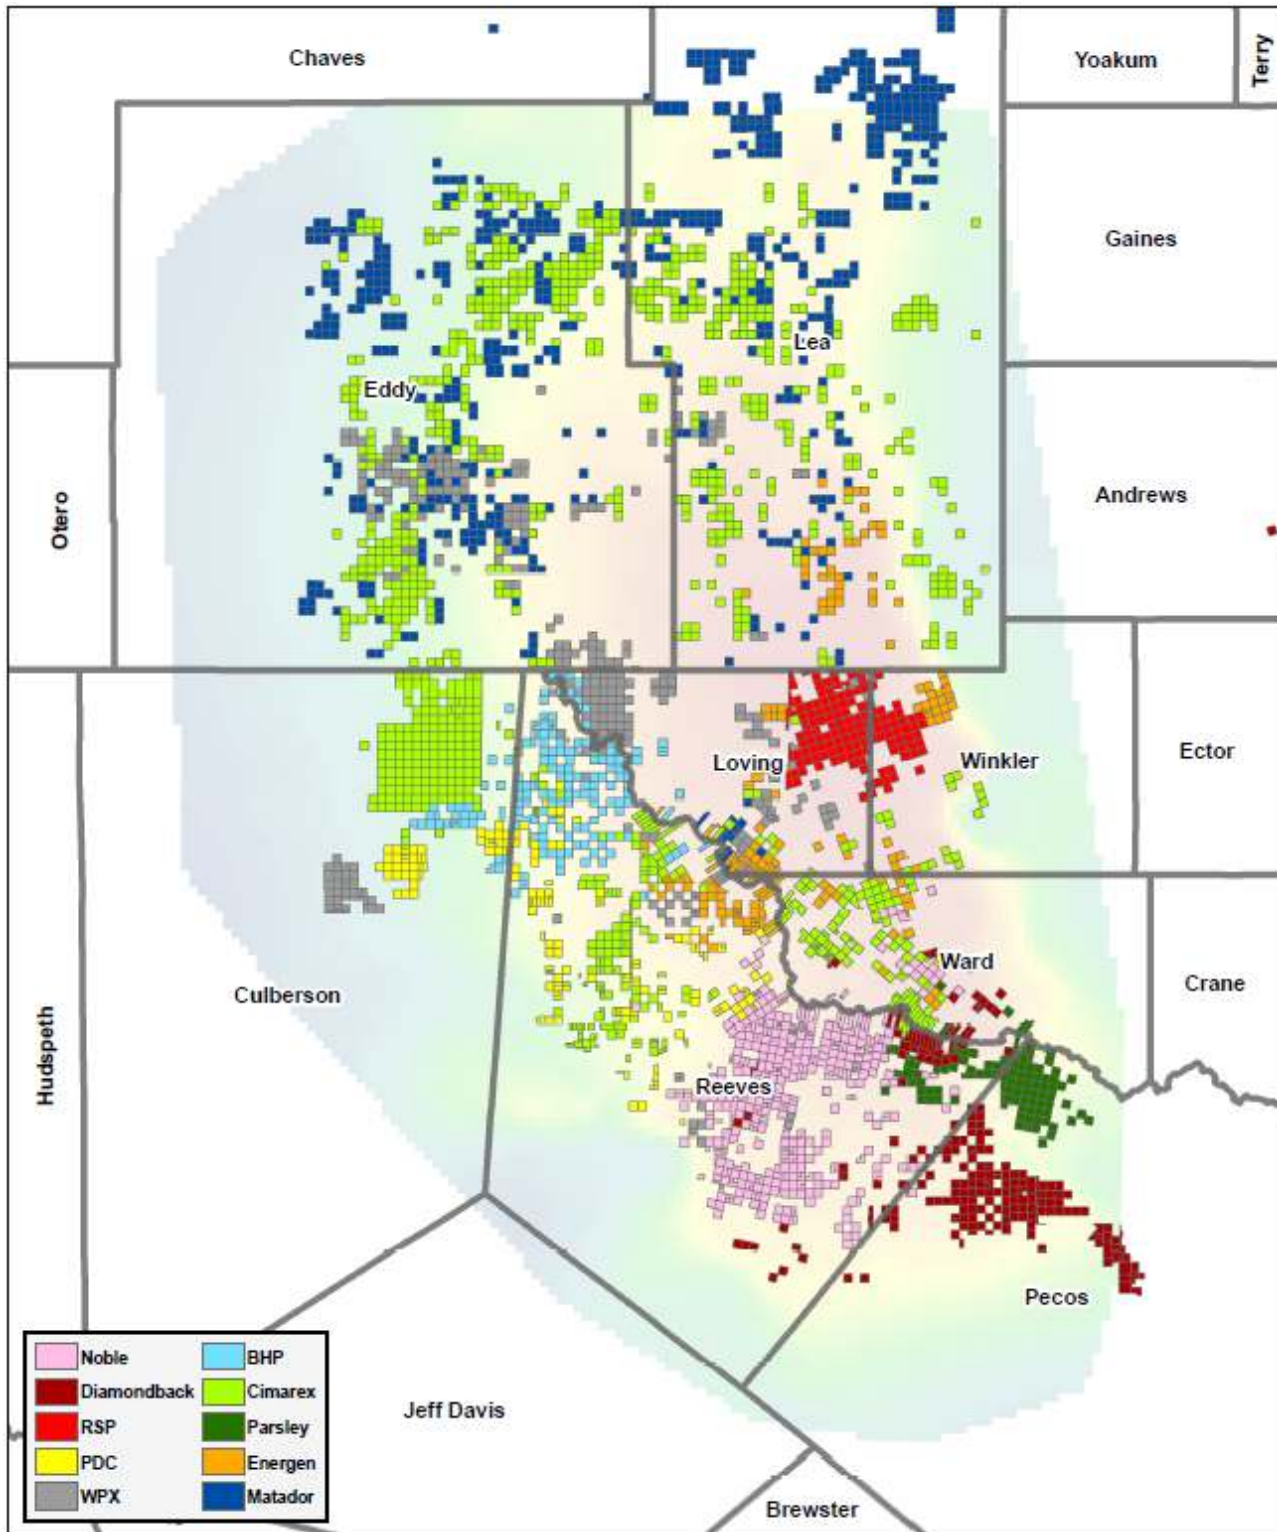 Chaves
Yoakum
Terry
Gaines
Lea
Eddy
Otero
Andrews
Loving
Winkler
Ector
Ward
Crane
Culberson
Hudspeth
Reeves
Pecos
Noble
BHP
Diamondback
Cimarex
RSP
Parsley
PDC
Energen
WPX
Matador
Jeff Davis
Brewster